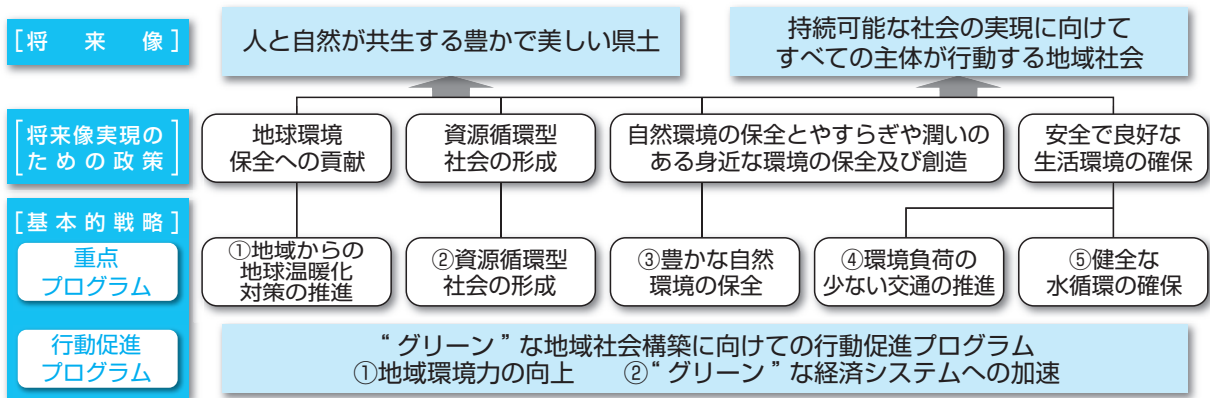 [将来像]
人と自然が共生する豊かで美しい県土
持続可能な社会の実現に向けて
すべての主体が行動する地域社会
[将来像実現の
ための政策]
地球環境
保全への貢献
資源循環型
社会の形成
自然環境の保全とやすらぎや潤いの
ある身近な環境の保全及び創造
安全で良好な
生活環境の確保
[基本的戦略]
重点
プログラム
①地域からの
地球温暖化
対策の推進
②資源循環型
社会の形成
③豊かな自然
環境の保全
④環境負荷の
少ない交通の推進
⑤健全な
水循環の確保
行動促進
プログラム
“グリーン”な地域社会構築に向けての行動促進プログラム
①地域環境力の向上 ②“グリーン”な経済システムへの加速